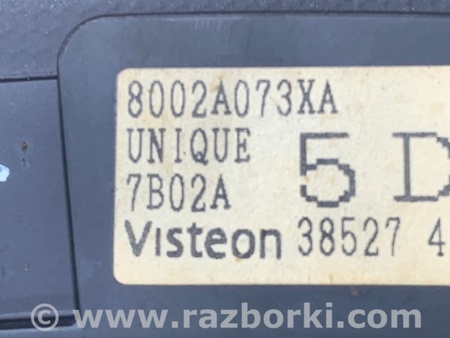 8002A073XA
UNIQUE 5 D
7B02A
Visteon 38527 4
www.razborki.com